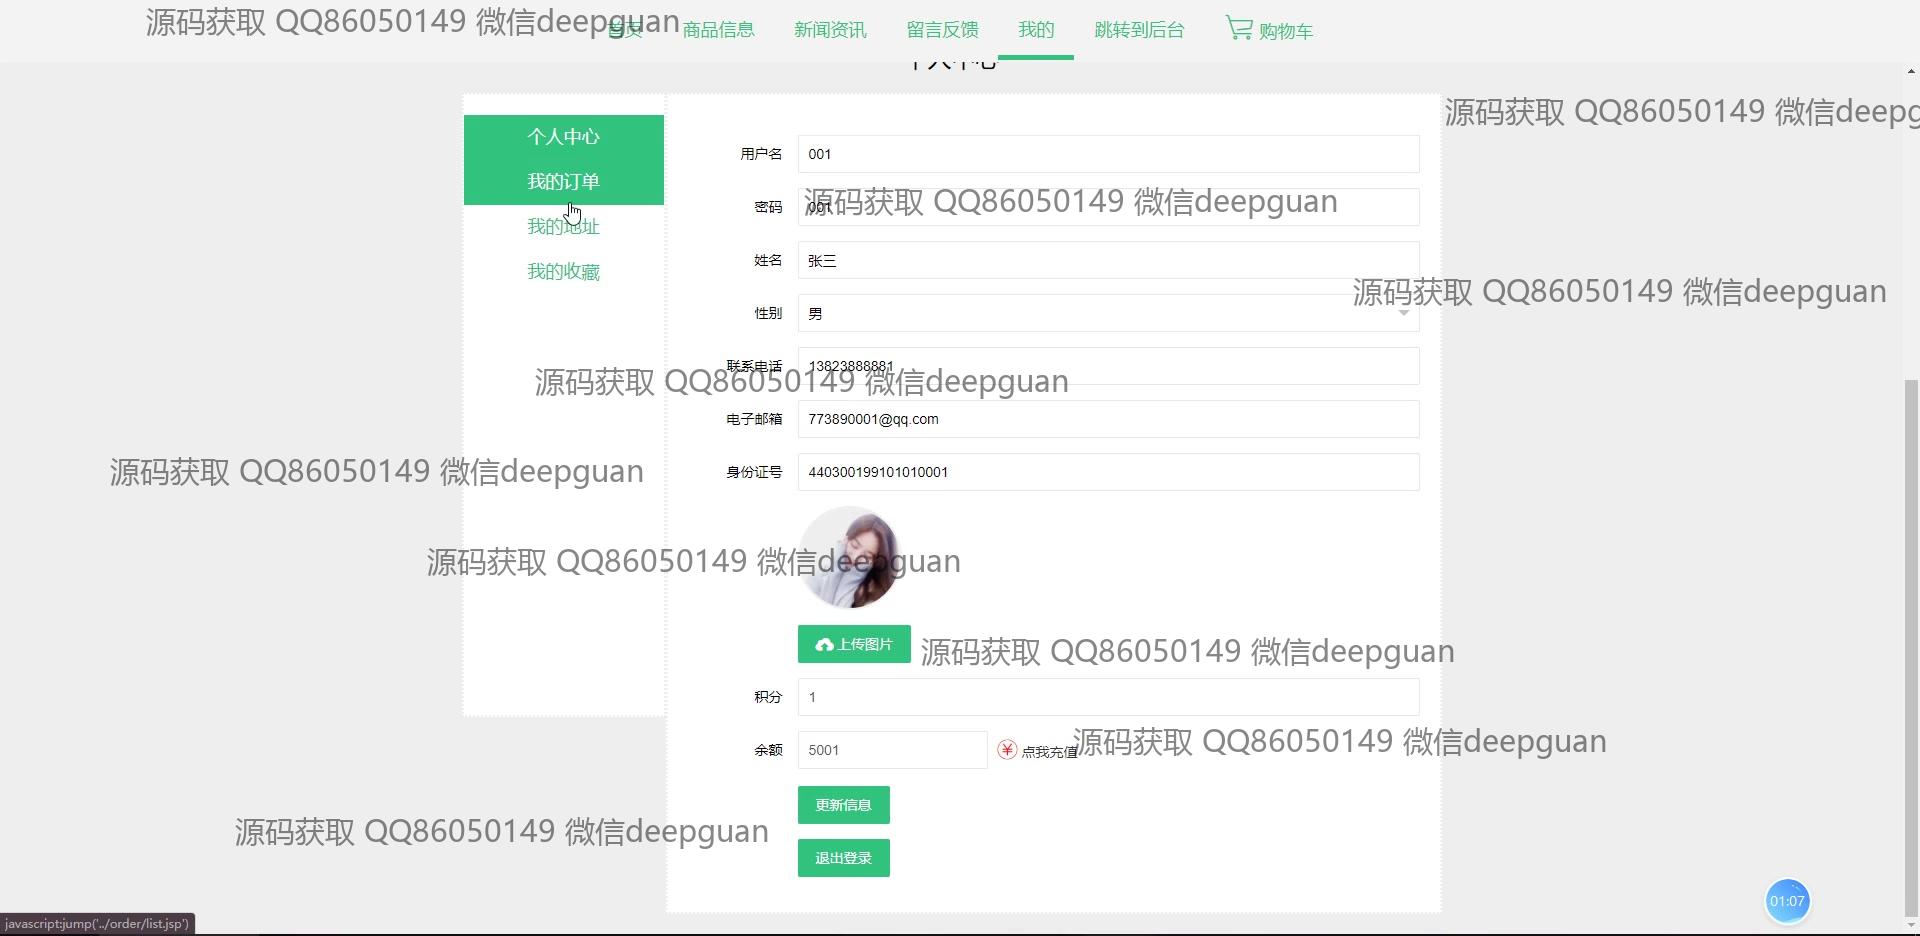 源码获取 QQ86050149 微信deepguan
首页 商品信息 新闻资讯 留言反馈 我的 跳转到后台 购物车
个人中心
源码获取 QQ86050149 微信deepg
个人中心
我的订单
我的地址
我的收藏
用户名 001
密码 001
源码获取 QQ86050149 微信deepguan
姓名 张三
源码获取 QQ86050149 微信deepguan
性别 男
联系电话 13823888881
源码获取 QQ86050149 微信deepguan
电子邮箱 773890001@qq.com
身份证号 440300199101010001
源码获取 QQ86050149 微信deepguan
源码获取 QQ86050149 微信deepguan
上传图片
源码获取 QQ86050149 微信deepguan
积分 1
余额 5001 ¥ 点我充值
源码获取 QQ86050149 微信deepguan
更新信息
源码获取 QQ86050149 微信deepguan
退出登录
01:07
javascript:jump('../order/list.jsp')